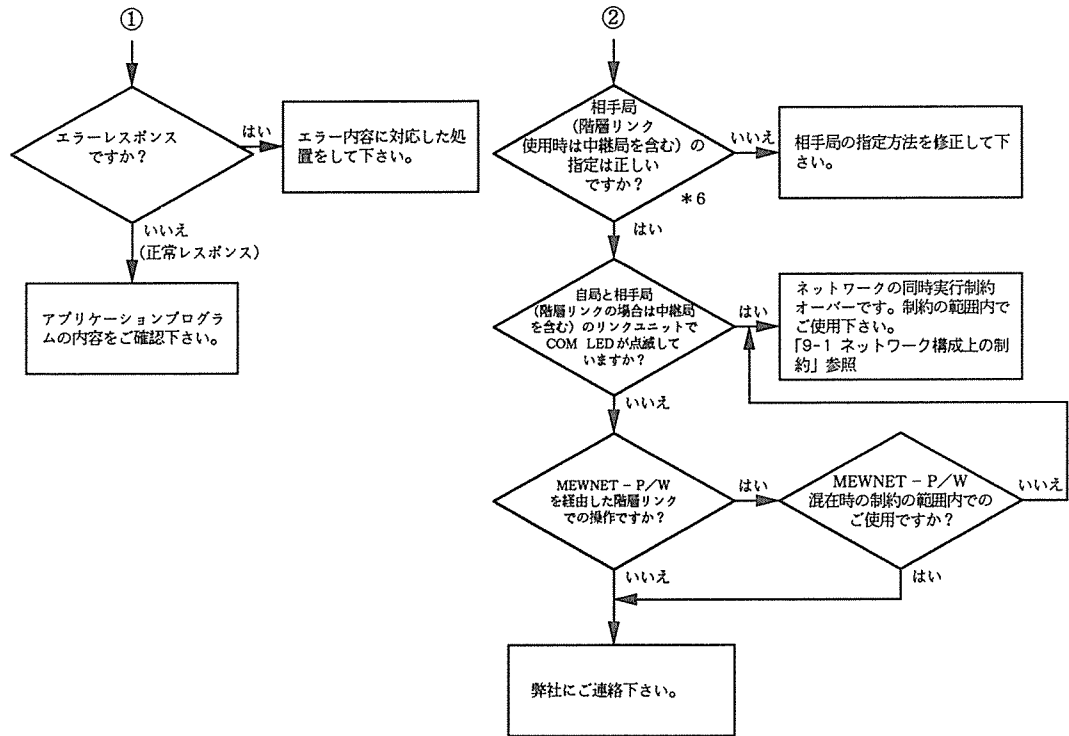 ①
エラーレスポンス
ですか？
はい
エラー内容に対応した処
置をして下さい。
いいえ
(正常レスポンス)
アプリケーションプログラ
ムの内容をご確認下さい。
②
相手局
(階層リンク
使用時は中継局を含む)の
指定は正しい
ですか？
＊6
いいえ
相手局の指定方法を修正して下
さい。
はい
自局と相手局
(階層リンクの場合は中継局
を含む)のリンクユニットで
COM LEDが点滅して
いますか？
はい
ネットワークの同時実行制約
オーバーです。制約の範囲内で
ご使用下さい。
「9-1 ネットワーク構成上の制
約」参照
いいえ
MEWNET－P／W
を経由した階層リンク
での操作ですか？
はい
MEWNET－P／W
混在時の制約の範囲内での
ご使用ですか？
いいえ
いいえ
はい
弊社にご連絡下さい。